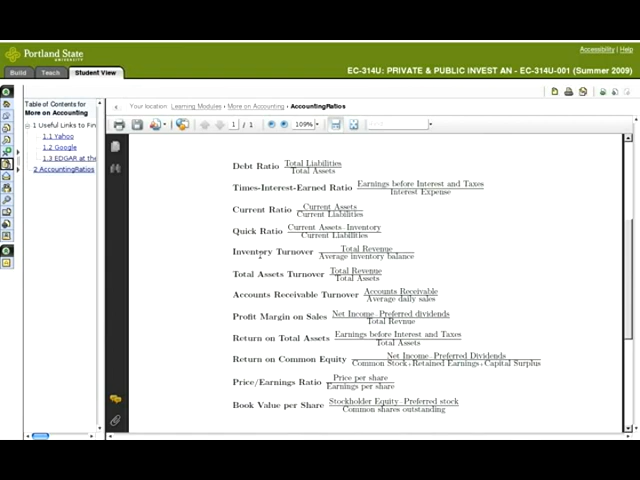 Accessibility | Help
Portland State
UNIVERSITY
Build Teach Student View
EC-314U: PRIVATE & PUBLIC INVEST AN - EC-314U-001 (Summer 2009)
Table of Contents for
More on Accounting
1 Useful Links to Fin
1.1 Yahoo
1.2 Google
1.3 EDGAR at the
2 AccountingRatios
Your location: Learning Modules › More on Accounting › AccountingRatios
1 / 1 109%
Debt Ratio Total Liabilities
Total Assets
Times-Interest-Earned Ratio Earnings before Interest and Taxes
Interest Expense
Current Ratio Current Assets
Current Liabilities
Quick Ratio Current Assets-Inventory
Current Liabilities
Inventory Turnover Total Revenue
Average inventory balance
Total Assets Turnover Total Revenue
Total Assets
Accounts Receivable Turnover Accounts Receivable
Average daily sales
Profit Margin on Sales Net Income-Preferred dividends
Total Revnue
Return on Total Assets Earnings before Interest and Taxes
Total Assets
Return on Common Equity Net Income-Preferred Dividends
Common Stock+Retained Earnings+Capital Surplus
Price/Earnings Ratio Price per share
Earnings per share
Book Value per Share Stockholder Equity-Preferred stock
Common shares outstanding